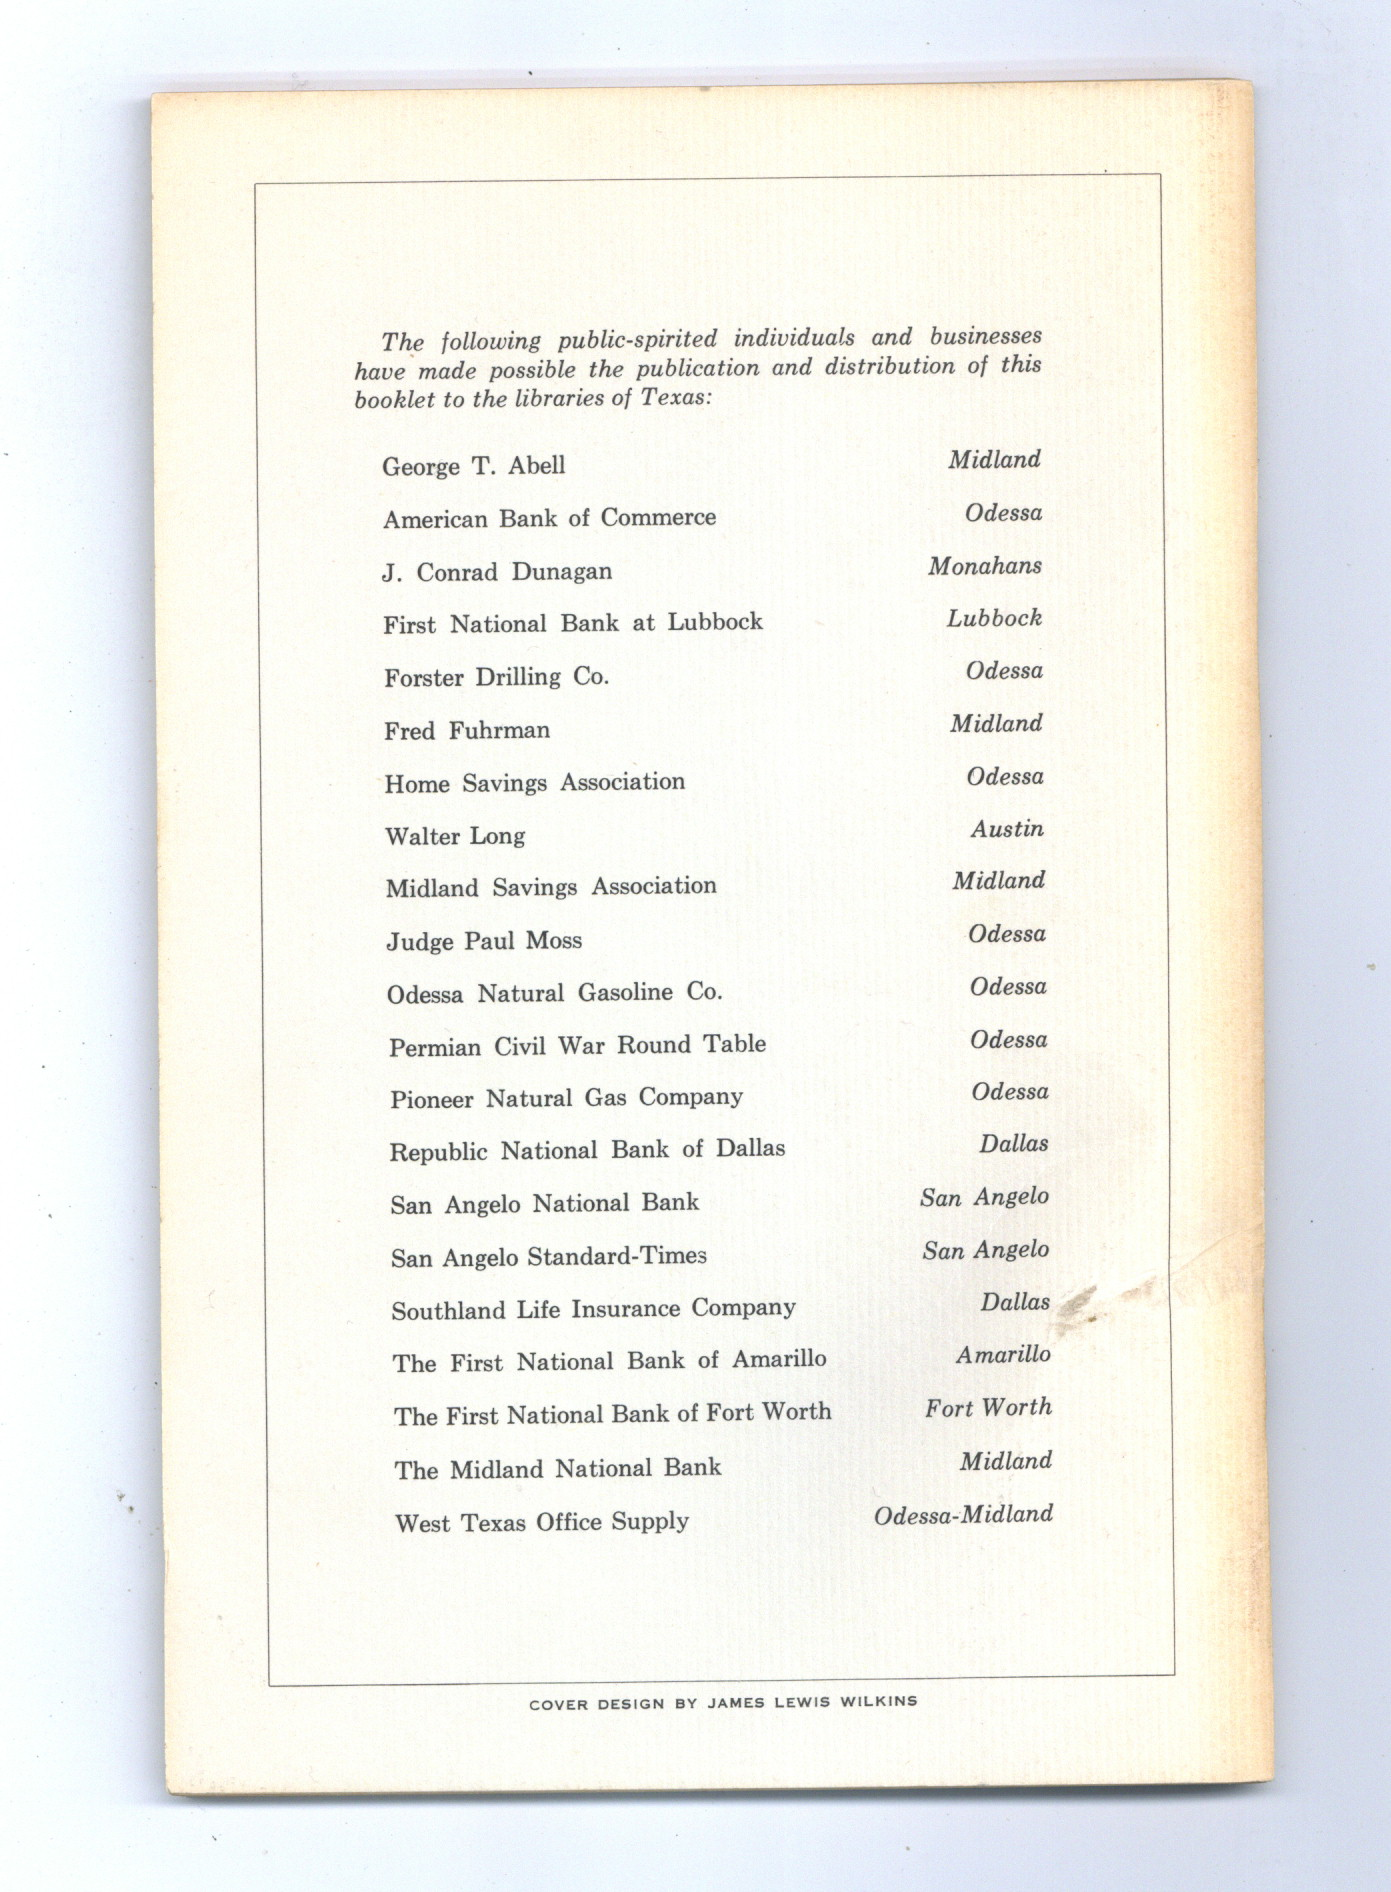 The following public-spirited individuals and businesses
have made possible the publication and distribution of this
booklet to the libraries of Texas:
George T. Abell Midland
American Bank of Commerce Odessa
J. Conrad Dunagan Monahans
First National Bank at Lubbock Lubbock
Forster Drilling Co. Odessa
Fred Fuhrman Midland
Home Savings Association Odessa
Walter Long Austin
Midland Savings Association Midland
Judge Paul Moss Odessa
Odessa Natural Gasoline Co. Odessa
Permian Civil War Round Table Odessa
Pioneer Natural Gas Company Odessa
Republic National Bank of Dallas Dallas
San Angelo National Bank San Angelo
San Angelo Standard-Times San Angelo
Southland Life Insurance Company Dallas
The First National Bank of Amarillo Amarillo
The First National Bank of Fort Worth Fort Worth
The Midland National Bank Midland
West Texas Office Supply Odessa-Midland
COVER DESIGN BY JAMES LEWIS WILKINS